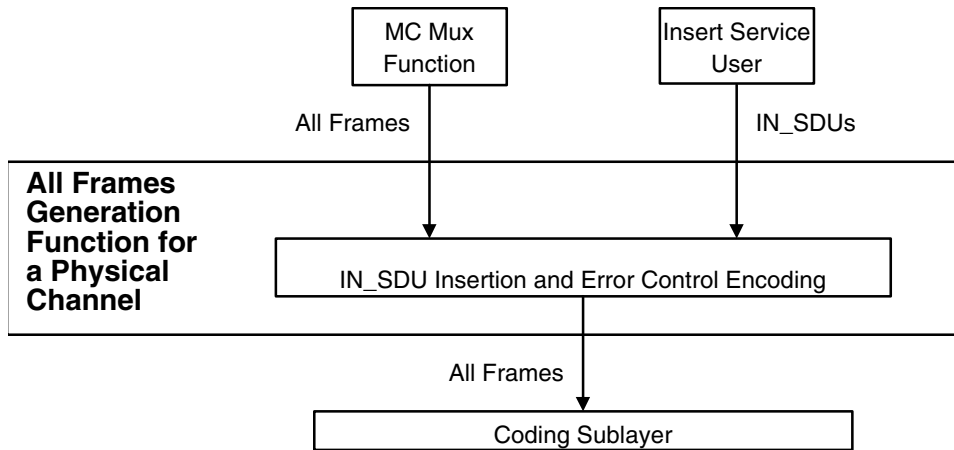 MC Mux
Function
Insert Service
User
All Frames
IN_SDUs
All Frames
Generation
Function for
a Physical
Channel
IN_SDU Insertion and Error Control Encoding
All Frames
Coding Sublayer